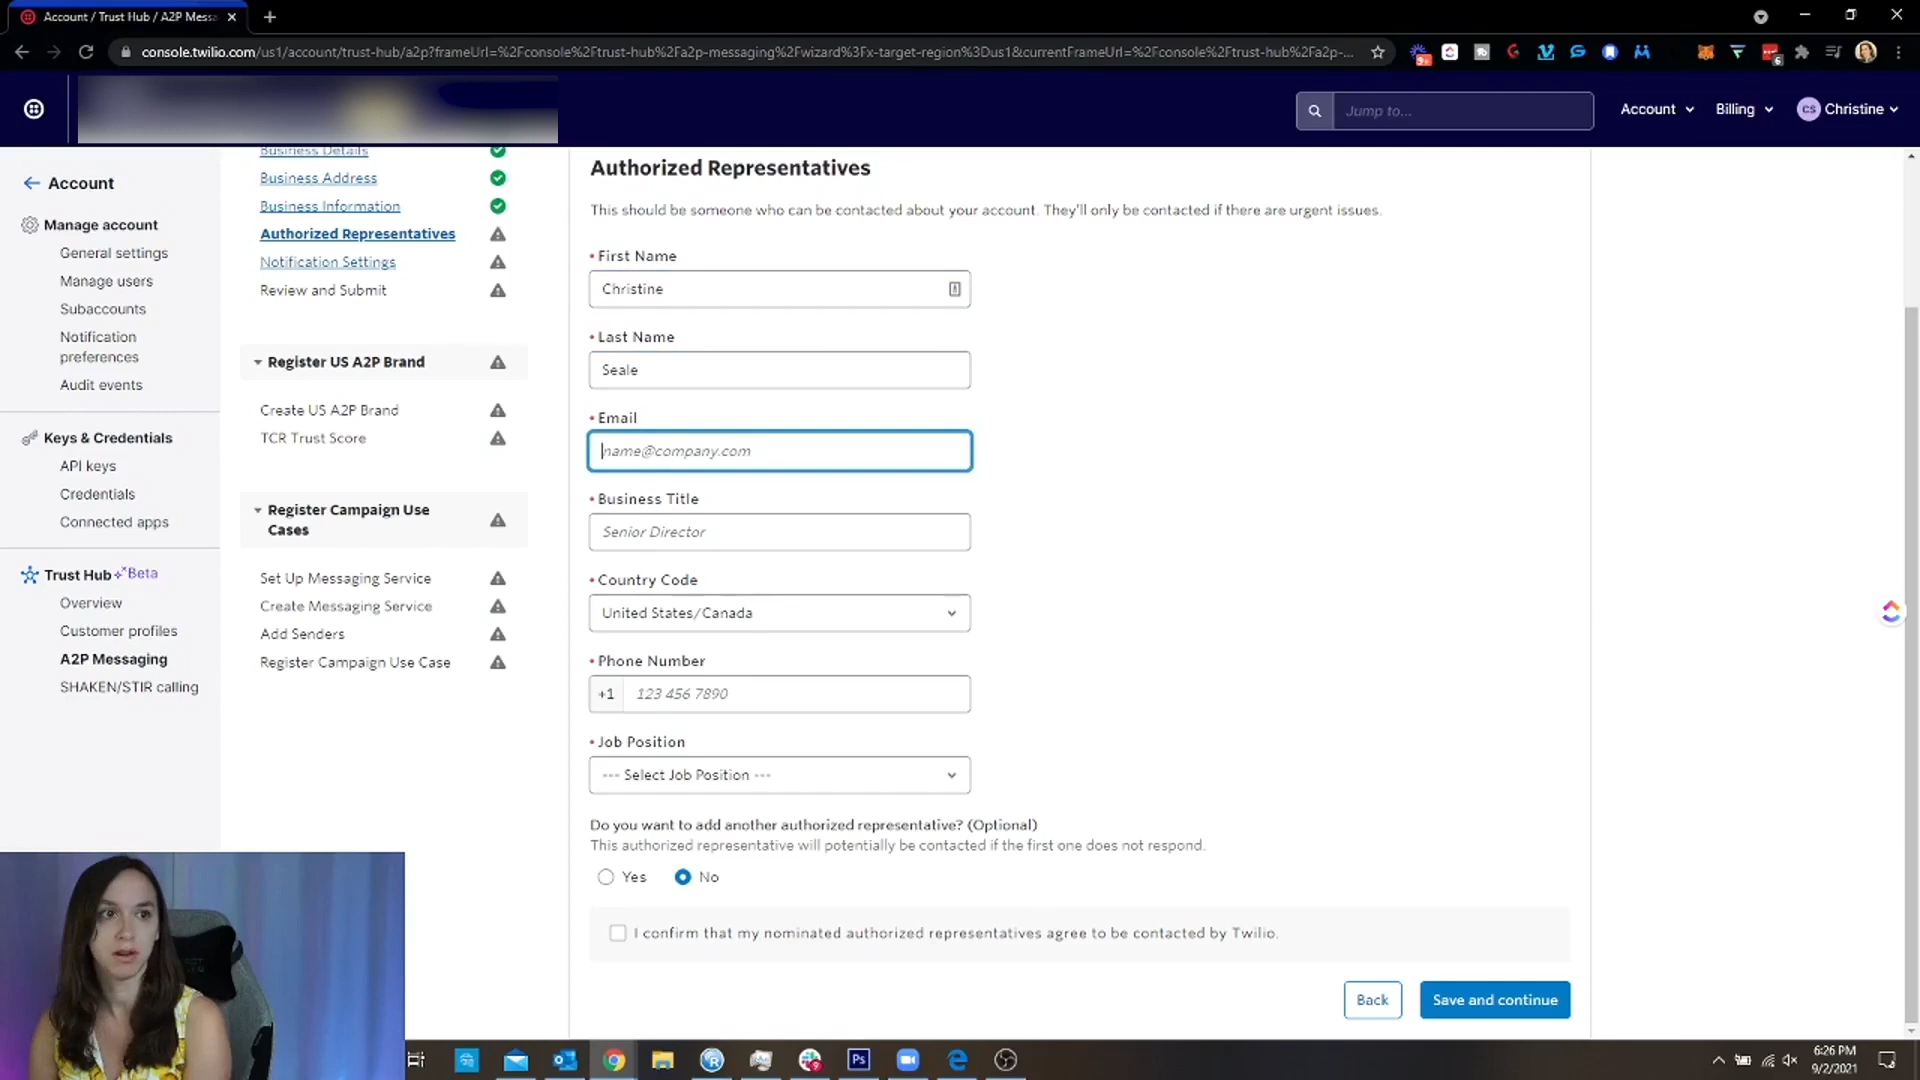 Account / Trust Hub / A2P Messa
console.twilio.com/us1/account/trust-hub/a2p?frameUrl=%2Fconsole%2Ftrust-hub%2Fa2p-messaging%2Fwizard%3Fx-target-region%3Dus1&currentFrameUrl=%2Fconsole%2Ftrust-hub%2Fa2p-...
9+
6
Jump to...
Account
Billing
CS
Christine
Account
Manage account
General settings
Manage users
Subaccounts
Notification
preferences
Audit events
Keys & Credentials
API keys
Credentials
Connected apps
Trust Hub Beta
Overview
Customer profiles
A2P Messaging
SHAKEN/STIR calling
Business Details
Business Address
Business Information
Authorized Representatives
Notification Settings
Review and Submit
Register US A2P Brand
Create US A2P Brand
TCR Trust Score
Register Campaign Use
Cases
Set Up Messaging Service
Create Messaging Service
Add Senders
Register Campaign Use Case
Authorized Representatives
This should be someone who can be contacted about your account. They'll only be contacted if there are urgent issues.
• First Name
Christine
• Last Name
Seale
• Email
name@company.com
• Business Title
Senior Director
• Country Code
United States/Canada
• Phone Number
+1 123 456 7890
• Job Position
--- Select Job Position ---
Do you want to add another authorized representative? (Optional)
This authorized representative will potentially be contacted if the first one does not respond.
Yes No
I confirm that my nominated authorized representatives agree to be contacted by Twilio.
Back
Save and continue
Ps
6:26 PM
9/2/2021